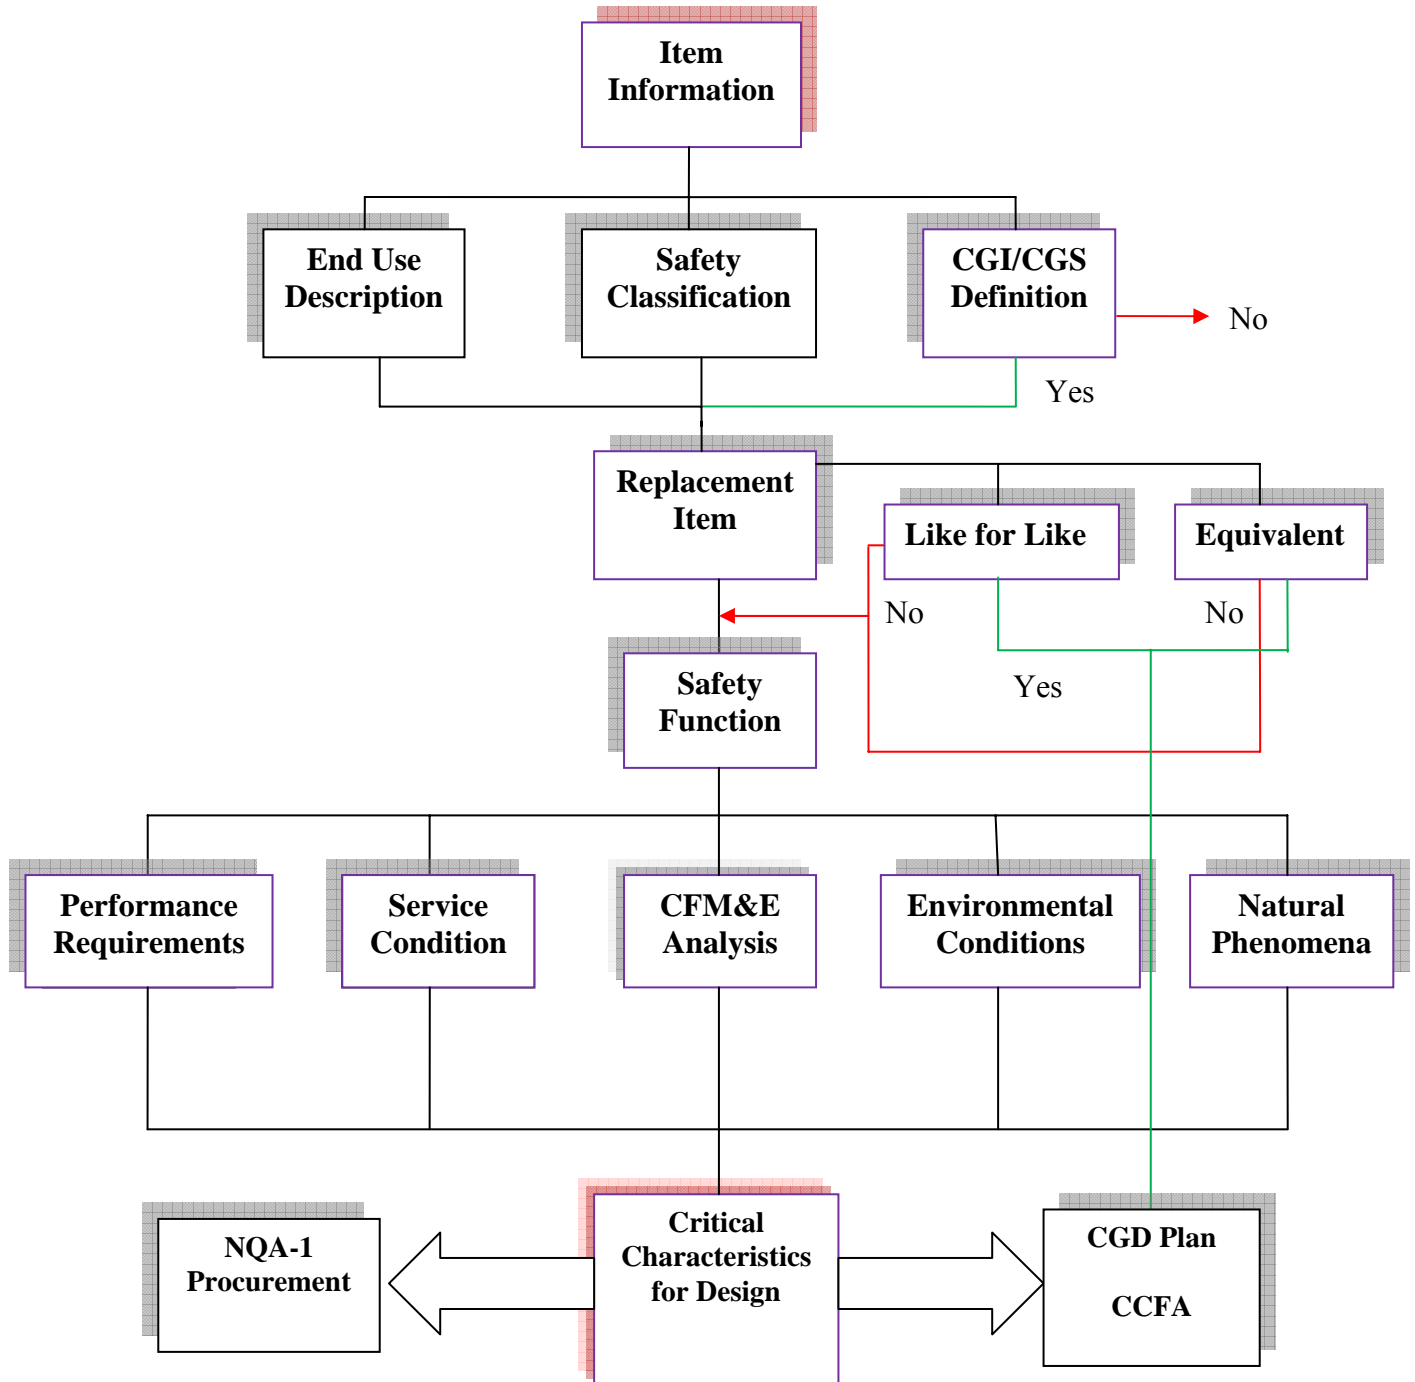 Item
Information
End Use
Description
Safety
Classification
CGI/CGS
Definition
No
Yes
Replacement
Item
Like for Like
Equivalent
No
No
Safety
Function
Yes
Performance
Requirements
Service
Condition
CFM&E
Analysis
Environmental
Conditions
Natural
Phenomena
NQA-1
Procurement
Critical
Characteristics
for Design
CGD Plan
CCFA